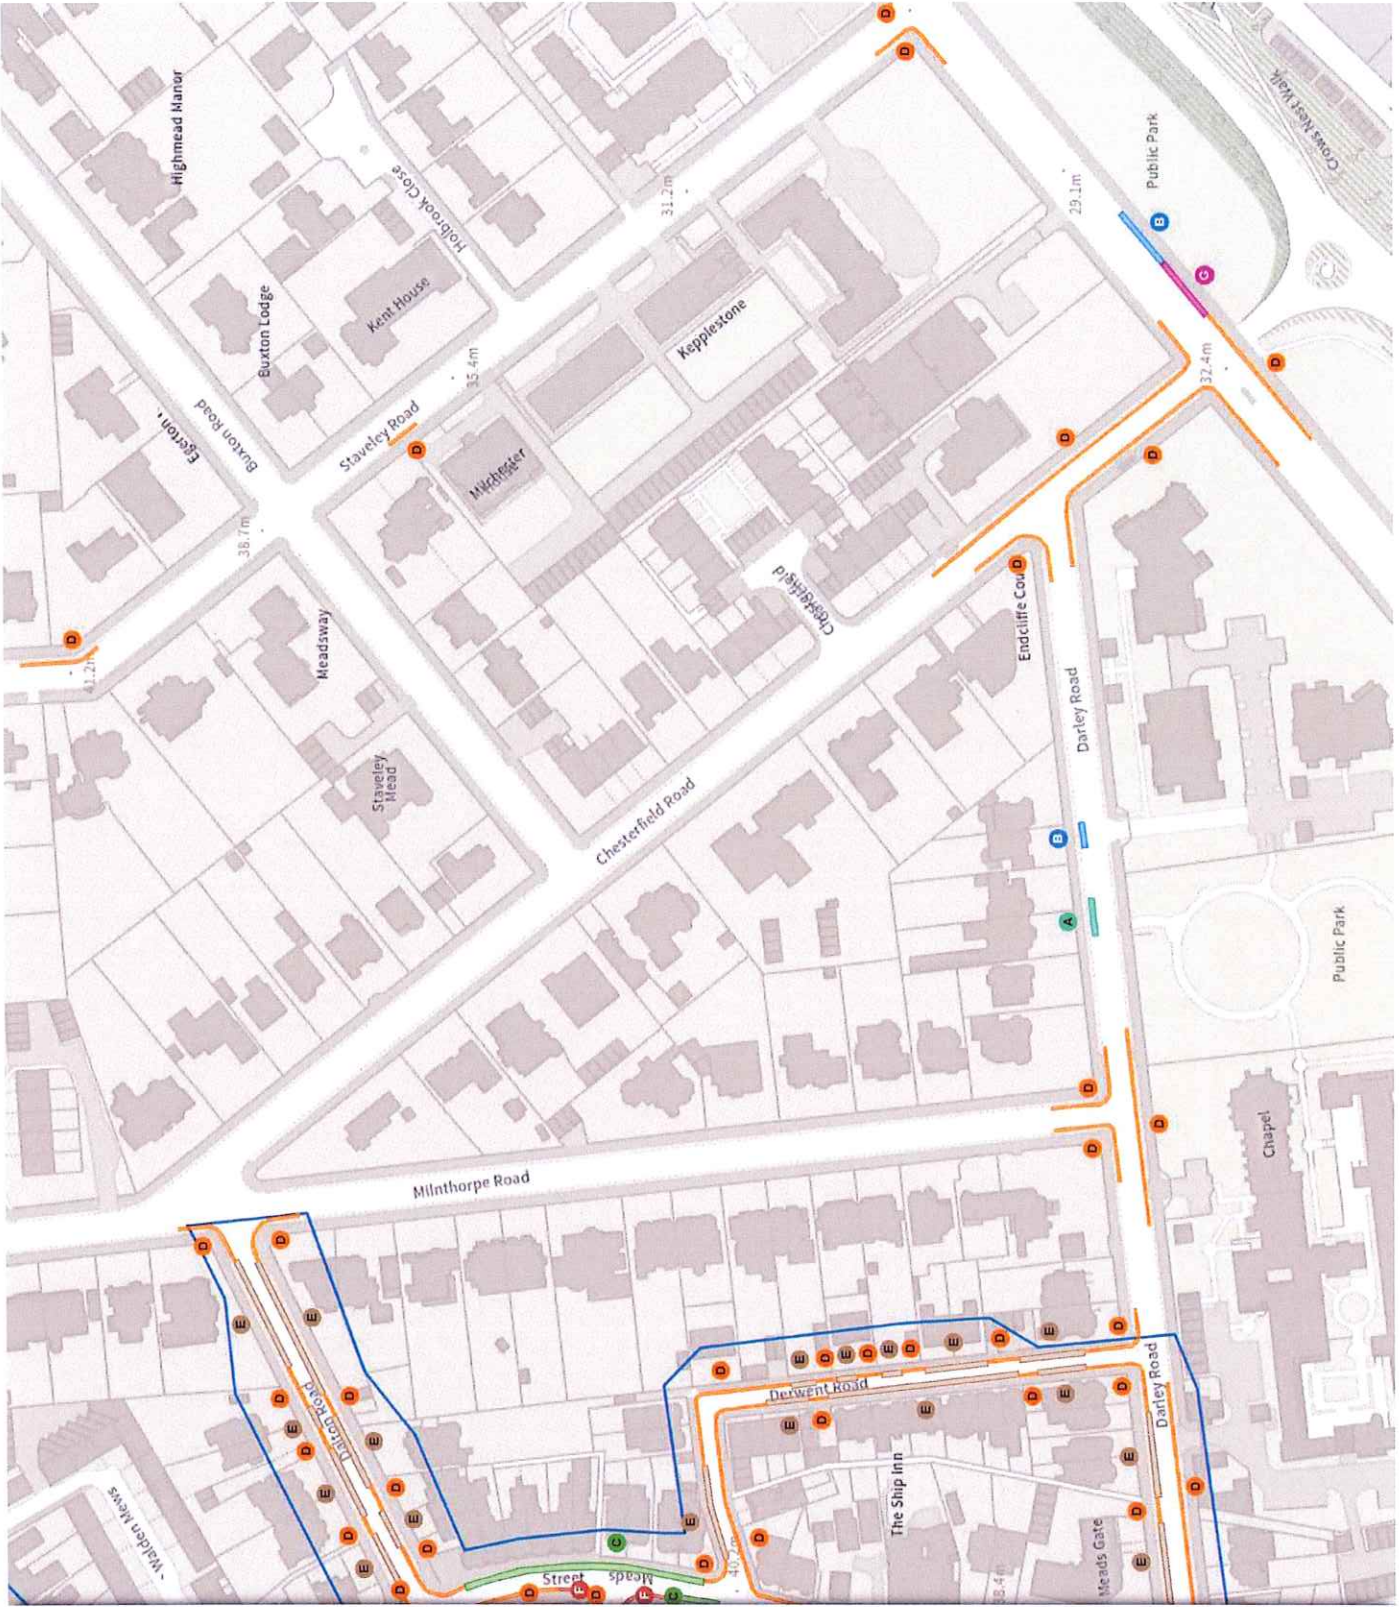 Highmead Manor
Egerton
Buxton Road
Buxton Lodge
Holbrook Close
Kent House
31.2m
35.4m
Staveley Road
38.7m
Public Park
Crows Nest Walk
29.1m
B
G
Kepplestone
32.4m
D
D
D
D
D
D
D
D
41.2m
Meadsway
Staveley
Mead
Chesterfield Road
Endcliffe Cou
Darley Road
B
A
Public Park
D
D
D
Chapel
Milnthorpe Road
D
D
E
E
D
D
E
Dalton Road
D
E
E
D
D
E
E
D
D
Walden Mews
Street
Meads
C
C
D
D
F
F
E
D
D
D
E
D
E
D
E
D
E
D
E
D
Derwent Road
E
D
E
D
E
D
Darley Road
E
D
D
E
The Ship Inn
Meads Gate